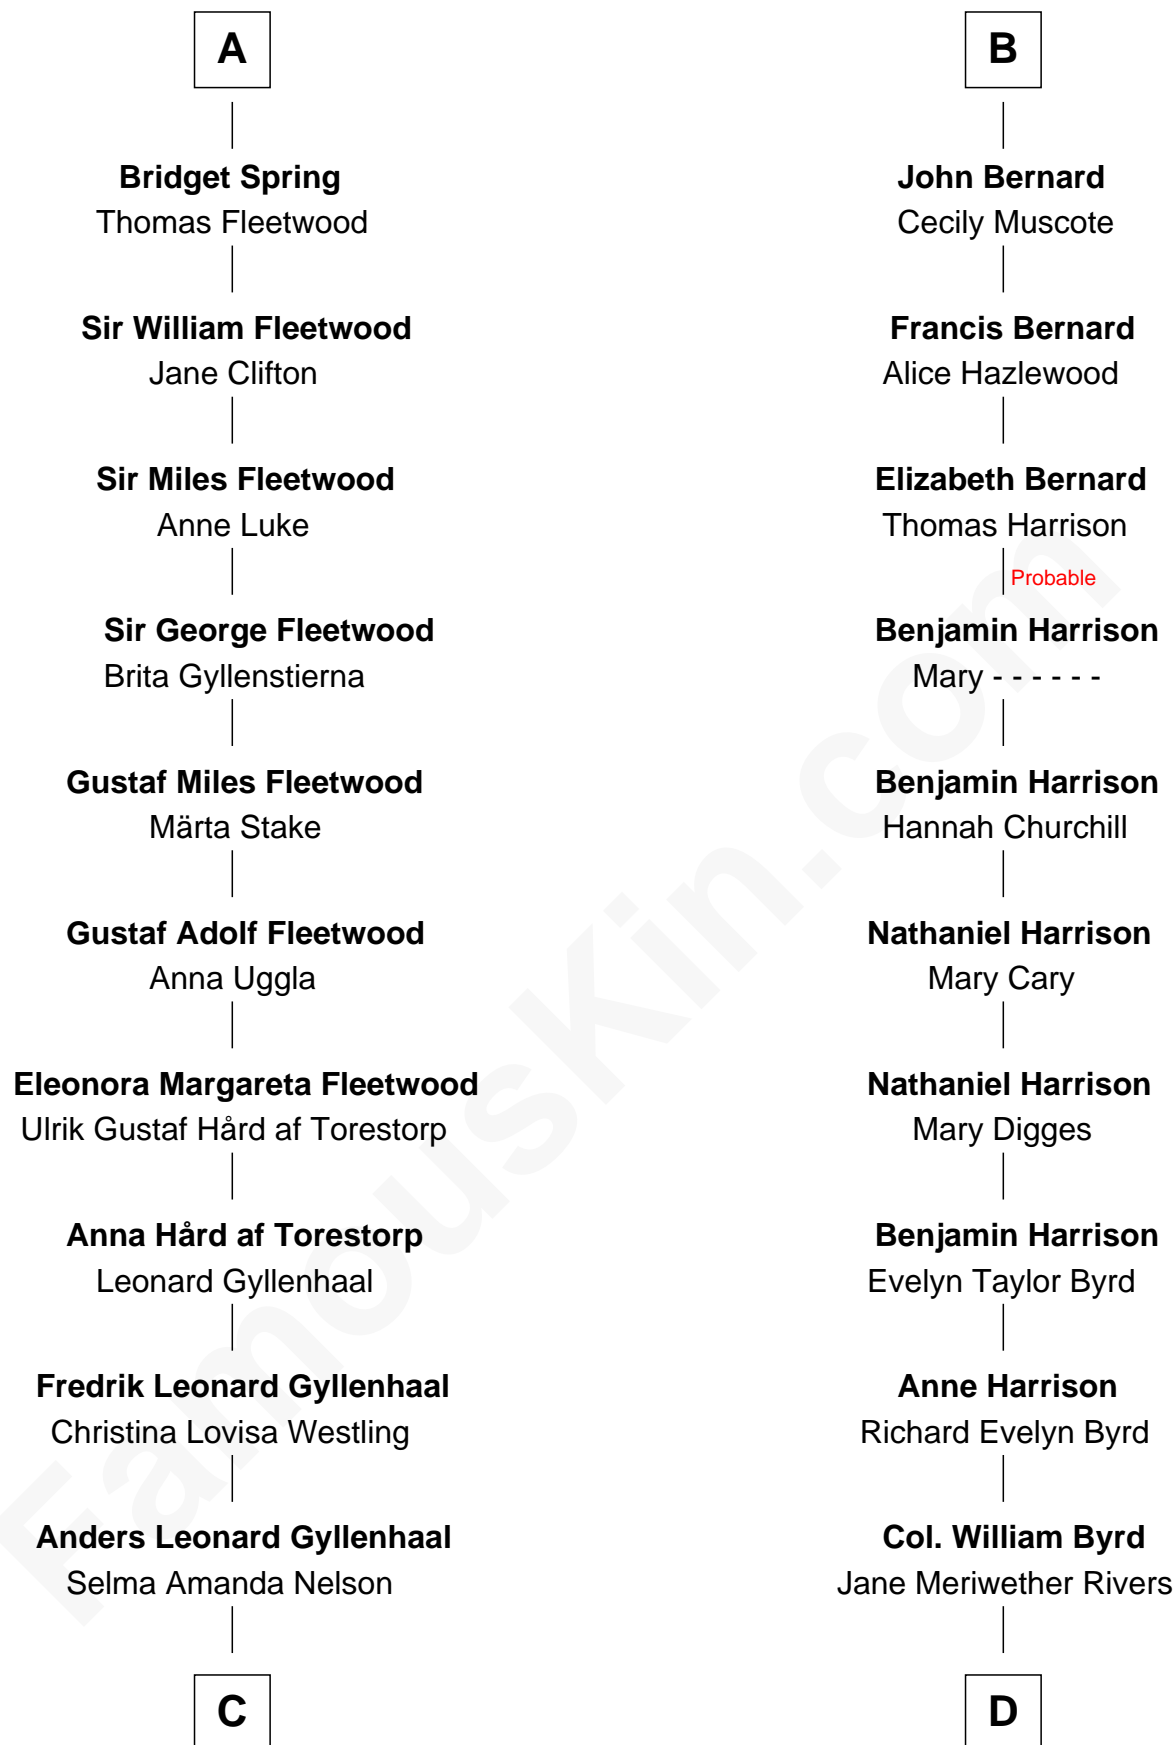 A
Bridget Spring
Thomas Fleetwood
Sir William Fleetwood
Jane Clifton
Sir Miles Fleetwood
Anne Luke
Sir George Fleetwood
Brita Gyllenstierna
Gustaf Miles Fleetwood
Märta Stake
Gustaf Adolf Fleetwood
Anna Uggla
Eleonora Margareta Fleetwood
Ulrik Gustaf Hård af Torestorp
Anna Hård af Torestorp
Leonard Gyllenhaal
Fredrik Leonard Gyllenhaal
Christina Lovisa Westling
Anders Leonard Gyllenhaal
Selma Amanda Nelson
C
B
John Bernard
Cecily Muscote
Francis Bernard
Alice Hazlewood
Elizabeth Bernard
Thomas Harrison
Probable
Benjamin Harrison
Mary - - - - - -
Benjamin Harrison
Hannah Churchill
Nathaniel Harrison
Mary Cary
Nathaniel Harrison
Mary Digges
Benjamin Harrison
Evelyn Taylor Byrd
Anne Harrison
Richard Evelyn Byrd
Col. William Byrd
Jane Meriwether Rivers
D
FamousKin.com